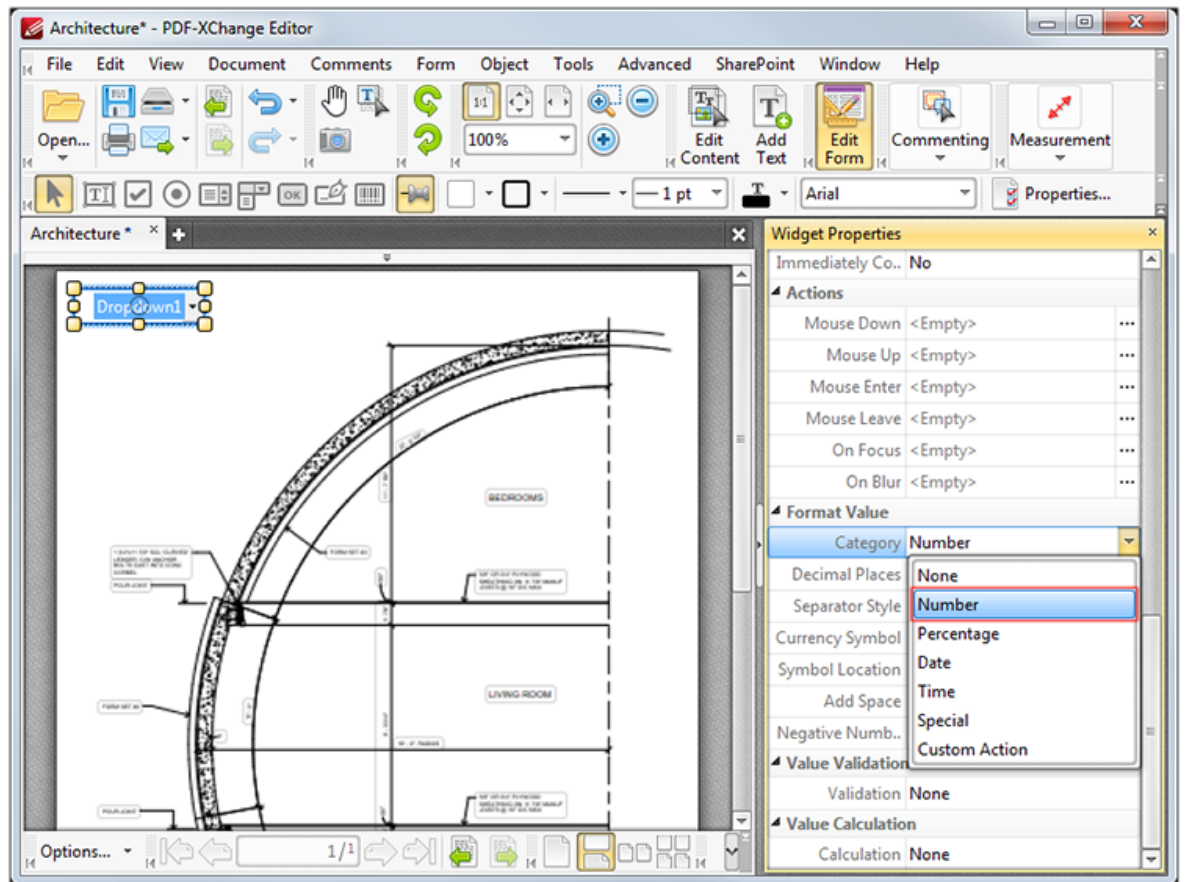 Architecture* - PDF-XChange Editor
File Edit View Document Comments Form Object Tools Advanced SharePoint Window Help
Open...
1:1
100%
Edit Content
Add Text
Edit Form
Commenting
Measurement
OK
1 pt
Arial
Properties...
Architecture *
Widget Properties
Immediately Co.. No
Actions
Mouse Down <Empty>
Mouse Up <Empty>
Mouse Enter <Empty>
Mouse Leave <Empty>
On Focus <Empty>
On Blur <Empty>
Format Value
Category Number
Decimal Places
Separator Style
Currency Symbol
Symbol Location
Add Space
Negative Numb..
None
Number
Percentage
Date
Time
Special
Custom Action
Value Validation
Validation None
Value Calculation
Calculation None
Dropdown1
BEDROOMS
LIVING ROOM
Options...
1/1